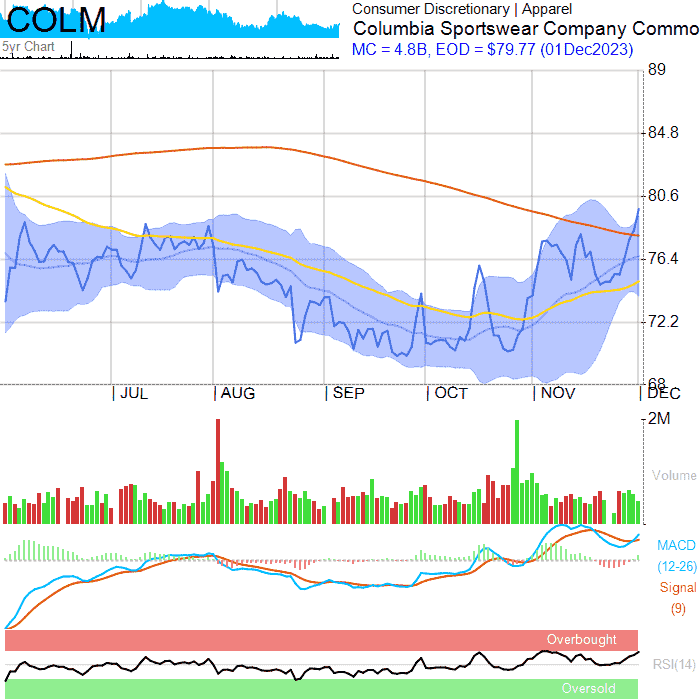 COLM
Consumer Discretionary | Apparel
Columbia Sportswear Company Commo
MC = 4.8B, EOD = $79.77 (01Dec2023)
5yr Chart
89
84.8
80.6
76.4
72.2
68
JUL
AUG
SEP
OCT
NOV
DEC
2M
Volume
MACD
(12-26)
Signal
(9)
Overbought
RSI(14)
Oversold